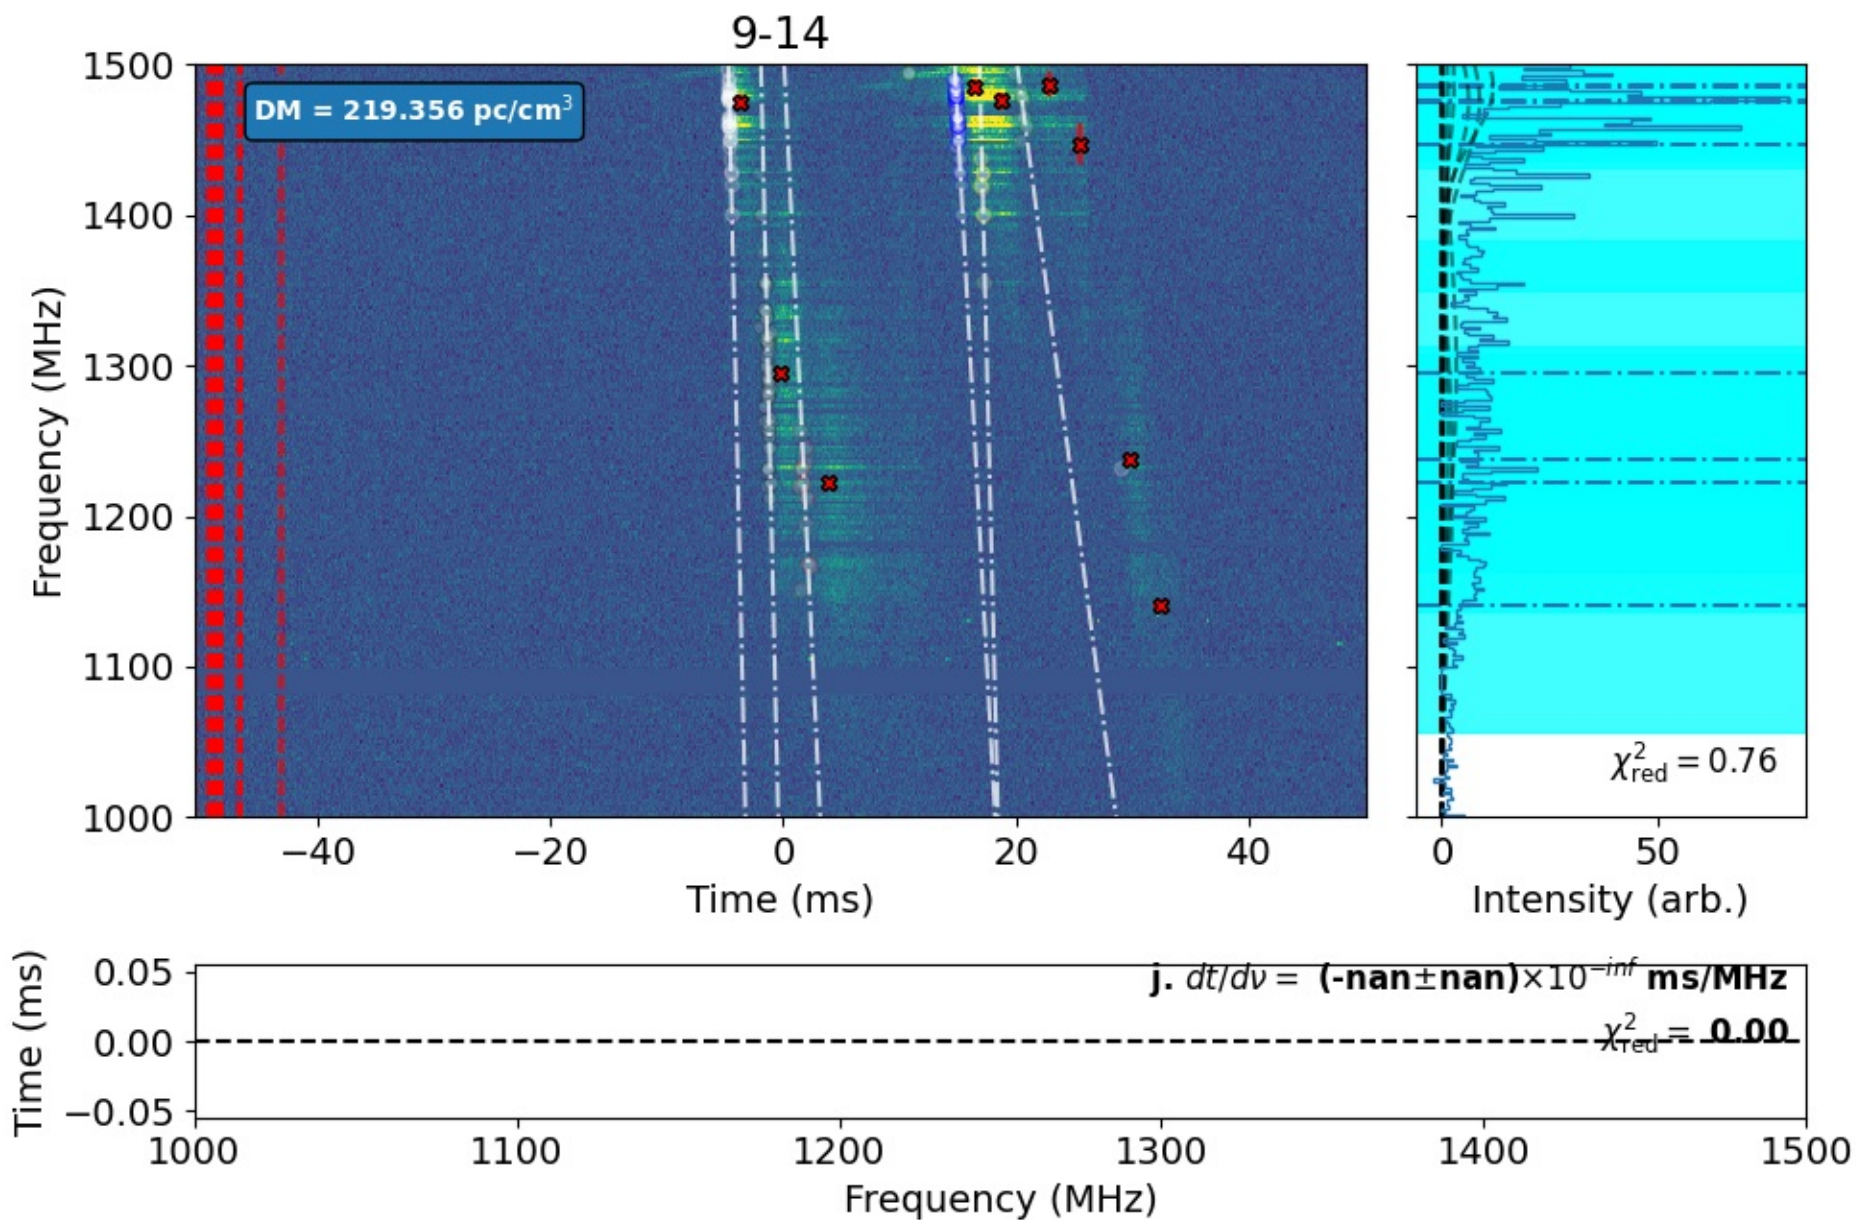 9-14
1500
1400
1300
1200
1100
1000
Frequency (MHz)
DM = 219.356 pc/cm³
−40
−20
0
20
40
Time (ms)
χ²red = 0.76
0
50
Intensity (arb.)
0.05
0.00
−0.05
Time (ms)
j. dt/dν = (-nan±nan)×10^−inf ms/MHz
χ²red = 0.00
1000
1100
1200
1300
1400
1500
Frequency (MHz)